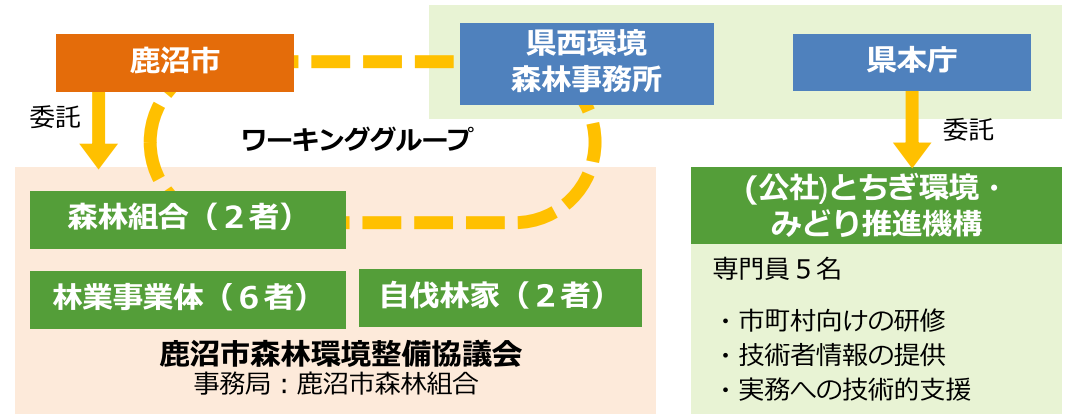 鹿沼市
県西環境
森林事務所
県本庁
委託
ワーキンググループ
委託
森林組合（２者）
林業事業体（６者）
自伐林家（２者）
鹿沼市森林環境整備協議会
事務局：鹿沼市森林組合
(公社)とちぎ環境・
みどり推進機構
専門員５名
・市町村向けの研修
・技術者情報の提供
・実務への技術的支援